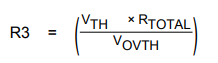 R3 = (V_TH × R_TOTAL / V_OVTH)